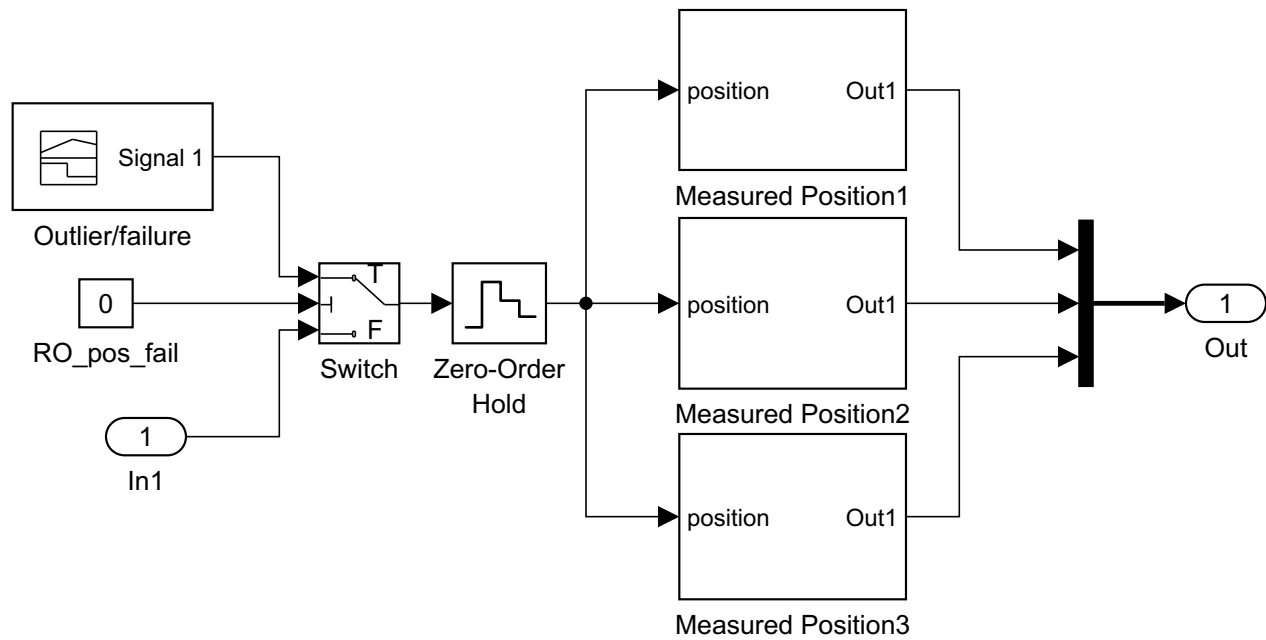 position
Out1
Measured Position1
Signal 1
Outlier/failure
0
RO_pos_fail
T
F
Switch
Zero-Order
Hold
position
Out1
Measured Position2
1
Out
1
In1
position
Out1
Measured Position3